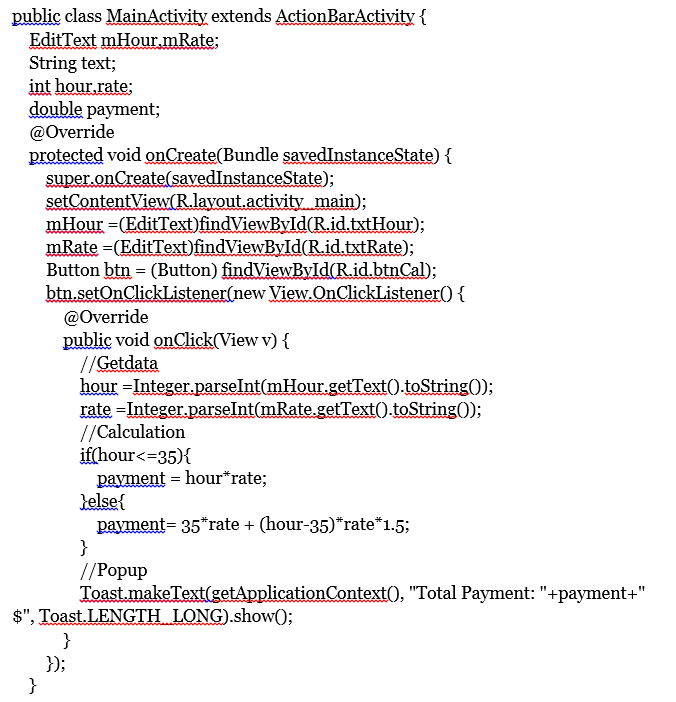 public class MainActivity extends ActionBarActivity {
EditText mHour,mRate;
String text;
int hour,rate;
double payment;
@Override
protected void onCreate(Bundle savedInstanceState) {
super.onCreate(savedInstanceState);
setContentView(R.layout.activity_main);
mHour =(EditText)findViewById(R.id.txtHour);
mRate =(EditText)findViewById(R.id.txtRate);
Button btn = (Button) findViewById(R.id.btnCal);
btn.setOnClickListener(new View.OnClickListener() {
@Override
public void onClick(View v) {
//Getdata
hour =Integer.parseInt(mHour.getText().toString());
rate =Integer.parseInt(mRate.getText().toString());
//Calculation
if(hour<=35){
payment = hour*rate;
}else{
payment= 35*rate + (hour-35)*rate*1.5;
}
//Popup
Toast.makeText(getApplicationContext(), "Total Payment: "+payment+"
$", Toast.LENGTH_LONG).show();
}
});
}